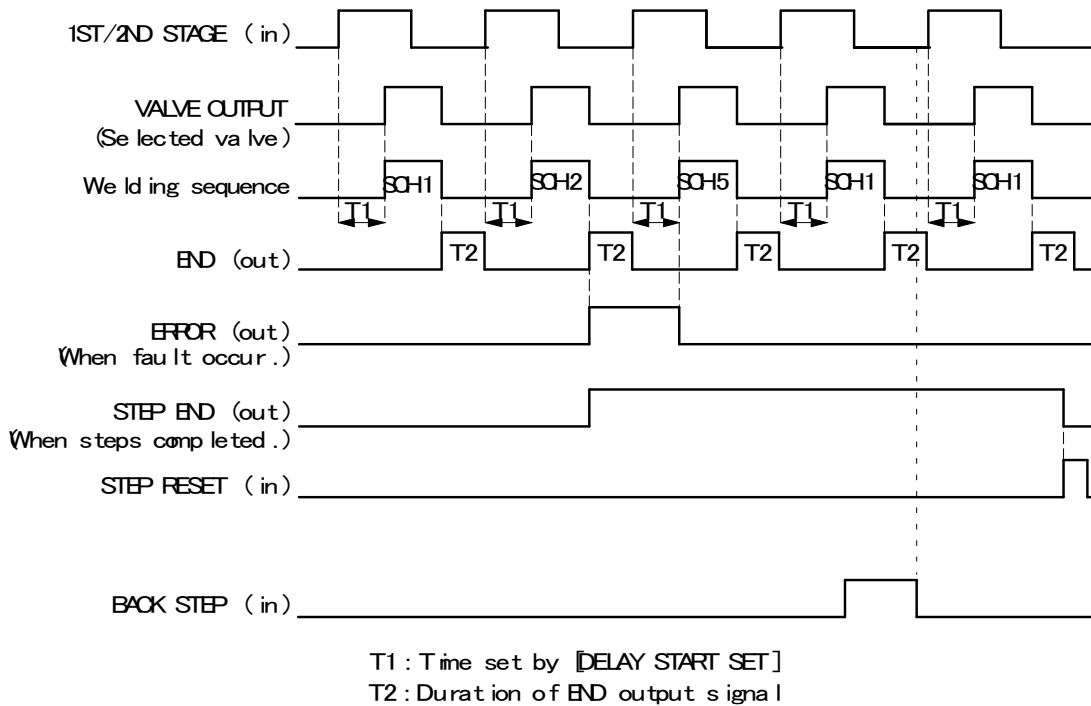 1ST/2ND STAGE (in)
VALVE OUTPUT
(Selected valve)
Welding sequence
SCH1
SCH2
SCH5
SCH1
SCH1
T1
T1
T1
T1
T1
END (out)
T2
T2
T2
T2
T2
ERROR (out)
(When fault occur.)
STEP END (out)
(When steps completed.)
STEP RESET (in)
BACK STEP (in)
T1: Time set by [DELAY START SET]
T2: Duration of END output signal